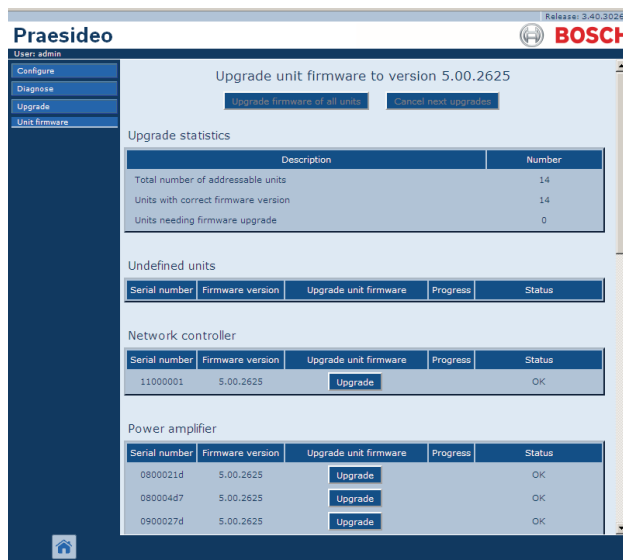 Release: 3.40.3026
Praesideo
BOSCH
User: admin
Configure
Diagnose
Upgrade
Unit firmware
Upgrade unit firmware to version 5.00.2625
Upgrade firmware of all units Cancel next upgrades
Upgrade statistics
Description Number
Total number of addressable units 14
Units with correct firmware version 14
Units needing firmware upgrade 0
Undefined units
Serial number Firmware version Upgrade unit firmware Progress Status
Network controller
Serial number Firmware version Upgrade unit firmware Progress Status
11000001 5.00.2625 Upgrade OK
Power amplifier
Serial number Firmware version Upgrade unit firmware Progress Status
0800021d 5.00.2625 Upgrade OK
080004d7 5.00.2625 Upgrade OK
0900027d 5.00.2625 Upgrade OK